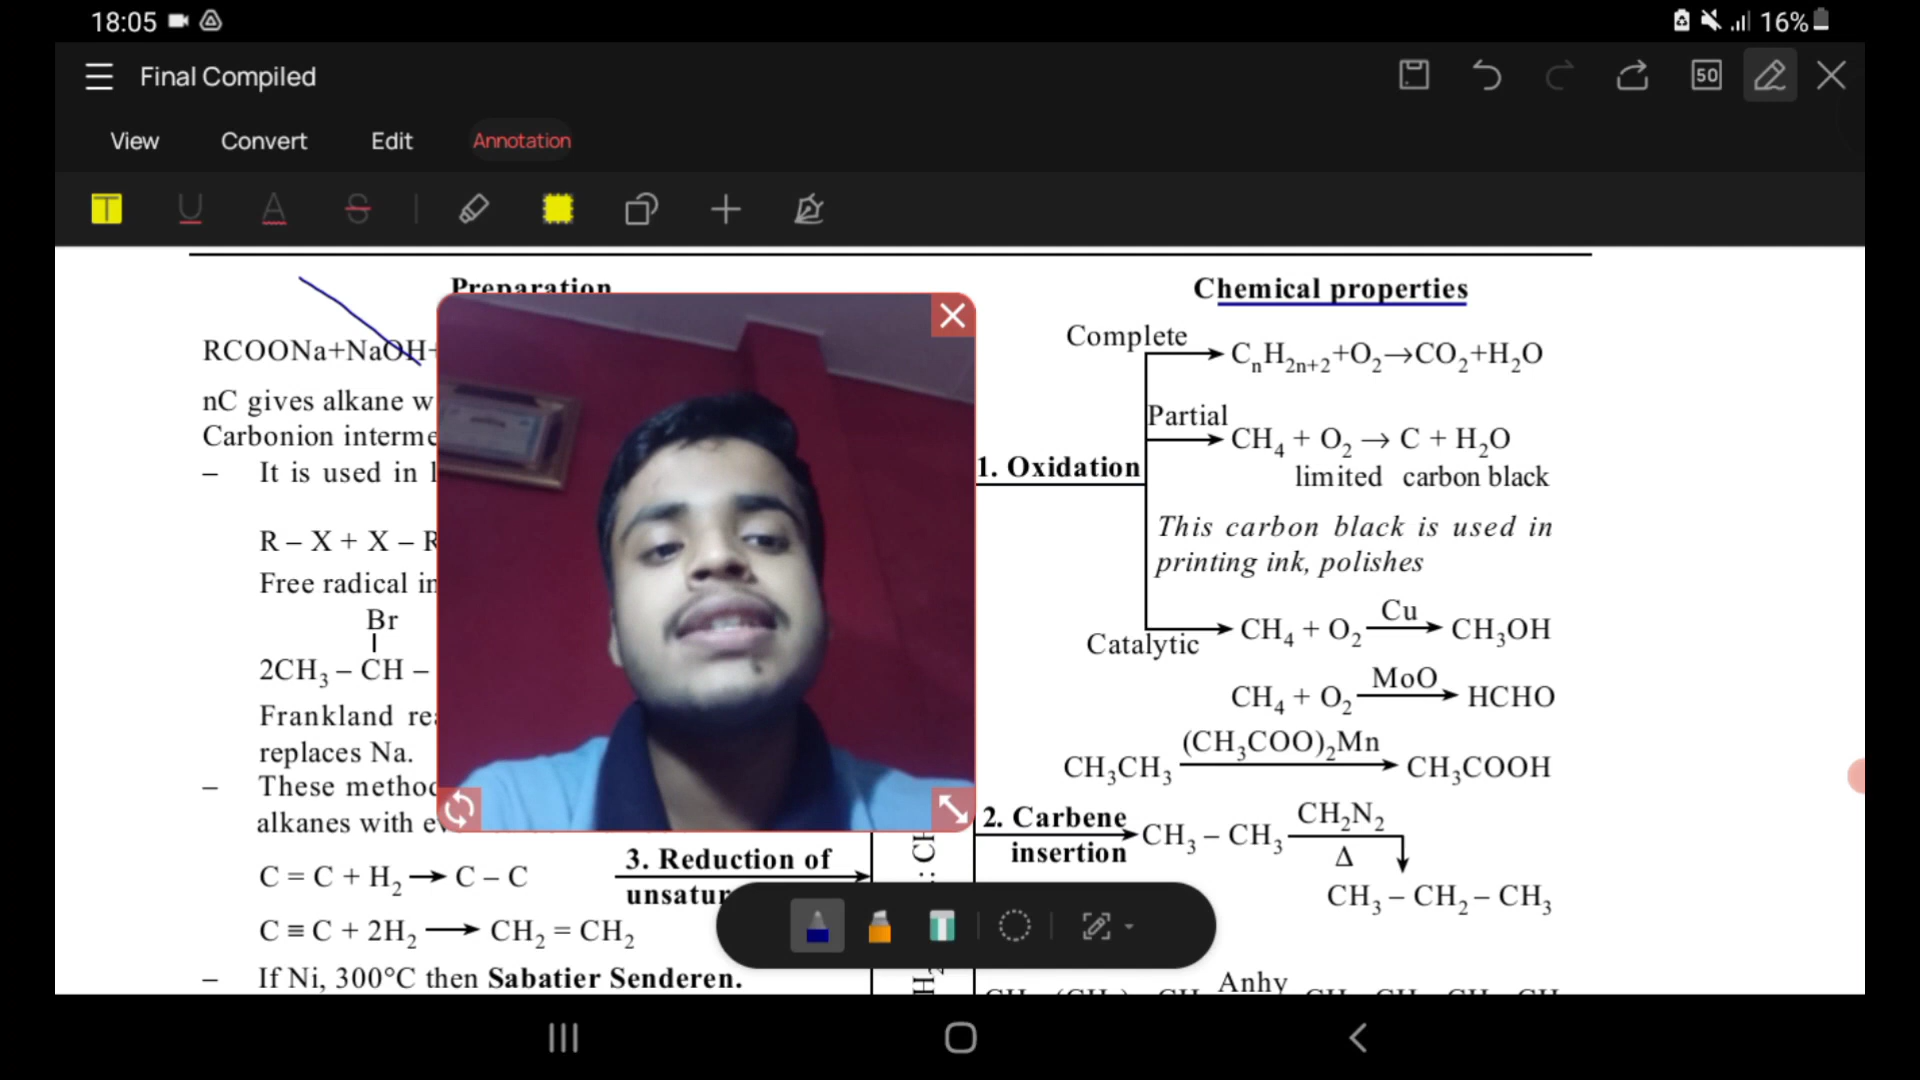 18:05
16%
Final Compiled
50
View Convert Edit Annotation
T U A S
Preparation
RCOONa+NaOH+
nC gives alkane w
Carbonion interme
– It is used in l
R – X + X – R
Free radical in
Br
2CH₃ – CH –
Frankland re
replaces Na.
– These method
alkanes with ev
C = C + H₂ → C – C
C ≡ C + 2H₂ → CH₂ = CH₂
– If Ni, 300°C then Sabatier Senderen.
3. Reduction of
unsatur
Chemical properties
1. Oxidation
Complete
CₙH₂ₙ₊₂+O₂→CO₂+H₂O
Partial
CH₄ + O₂ → C + H₂O
limited carbon black
This carbon black is used in
printing ink, polishes
Catalytic
Cu
CH₄ + O₂ → CH₃OH
MoO
CH₄ + O₂ → HCHO
(CH₃COO)₂Mn
CH₃CH₃ → CH₃COOH
2. Carbene
insertion
CH₂N₂
CH₃ – CH₃
Δ
CH₃ – CH₂ – CH₃
Anhy